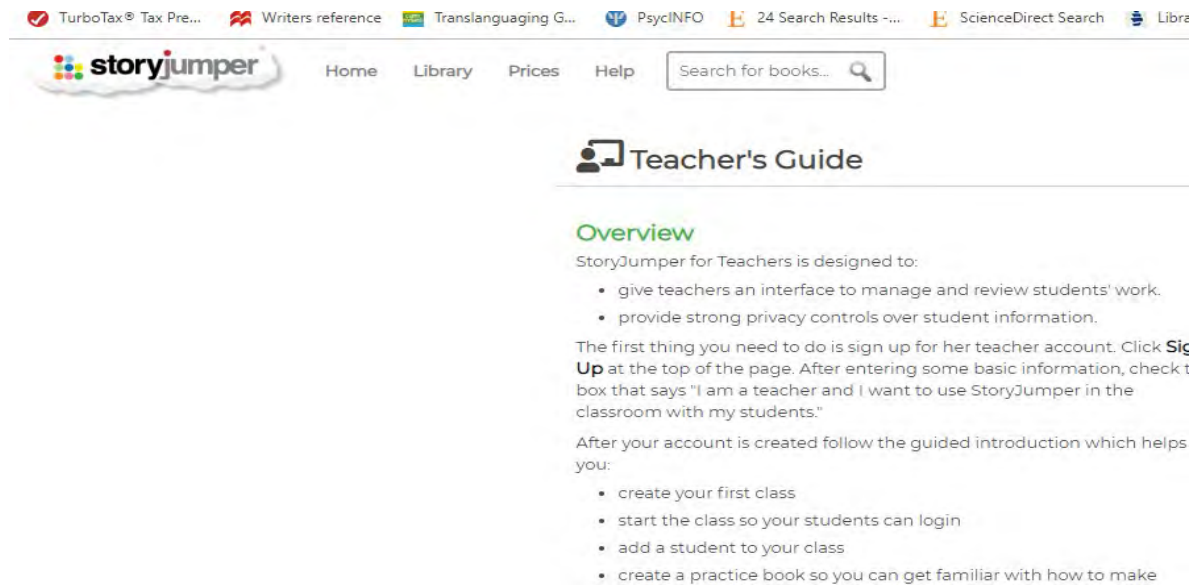 TurboTax® Tax Pre... Writers reference Translanguaging G... PsycINFO 24 Search Results -... ScienceDirect Search Libra
storyjumper Home Library Prices Help Search for books...
Teacher's Guide
Overview
StoryJumper for Teachers is designed to:
• give teachers an interface to manage and review students' work.
• provide strong privacy controls over student information.
The first thing you need to do is sign up for her teacher account. Click Sig
Up at the top of the page. After entering some basic information, check t
box that says "I am a teacher and I want to use StoryJumper in the
classroom with my students."
After your account is created follow the guided introduction which helps
you:
• create your first class
• start the class so your students can login
• add a student to your class
• create a practice book so you can get familiar with how to make